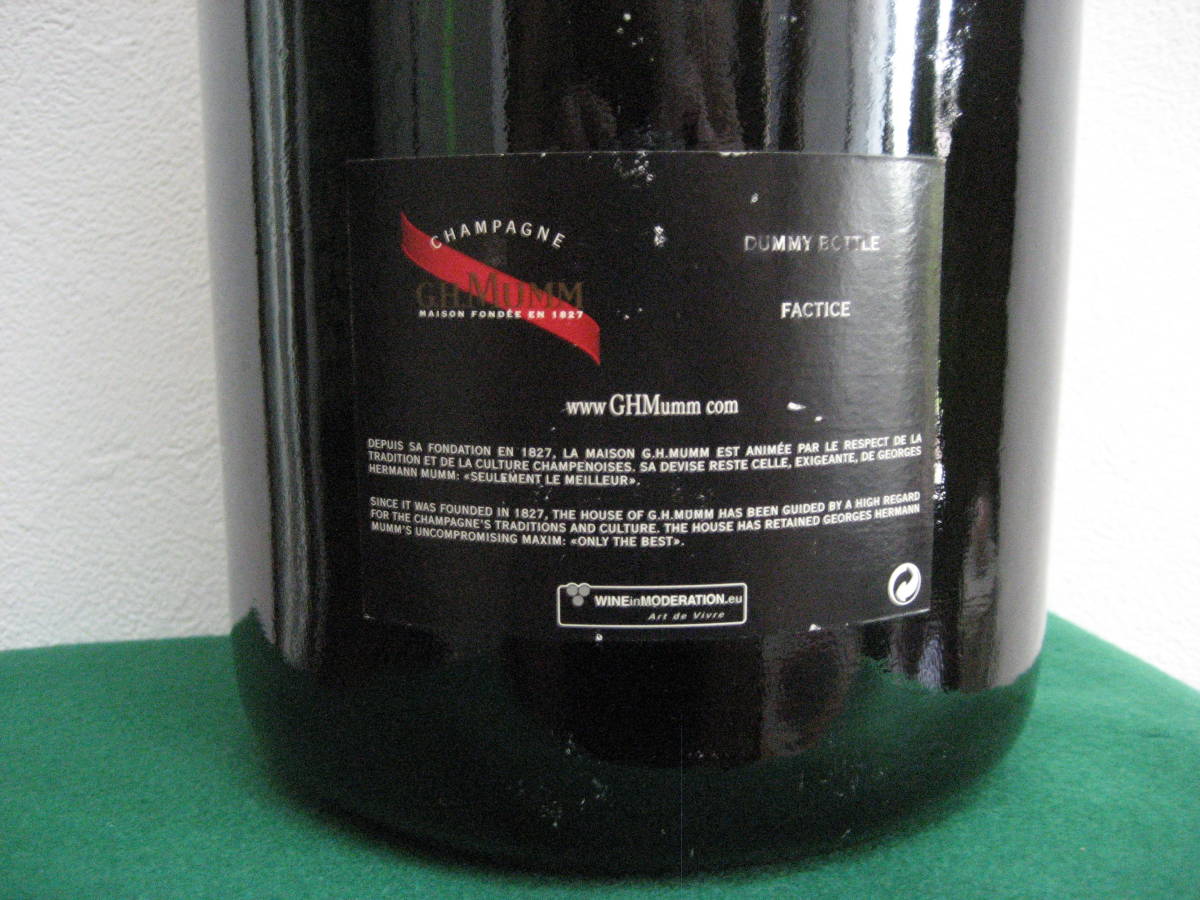 CHAMPAGNE
G.H.MUMM
MAISON FONDÉE EN 1827
DUMMY BOTTLE
FACTICE
www.GHMumm.com
DEPUIS SA FONDATION EN 1827, LA MAISON G.H.MUMM EST ANIMÉE PAR LE RESPECT DE LA
TRADITION ET DE LA CULTURE CHAMPENOISES. SA DEVISE RESTE CELLE, EXIGEANTE, DE GEORGES
HERMANN MUMM: «SEULEMENT LE MEILLEUR».
SINCE IT WAS FOUNDED IN 1827, THE HOUSE OF G.H.MUMM HAS BEEN GUIDED BY A HIGH REGARD
FOR THE CHAMPAGNE'S TRADITIONS AND CULTURE. THE HOUSE HAS RETAINED GEORGES HERMANN
MUMM'S UNCOMPROMISING MAXIM: «ONLY THE BEST».
WINEinMODERATION.eu
Art de Vivre